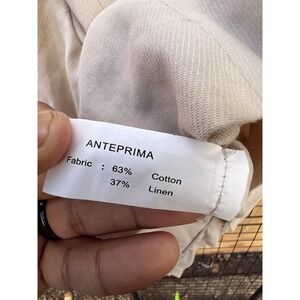 ANTEPRIMA
Fabric : 63% Cotton
37% Linen